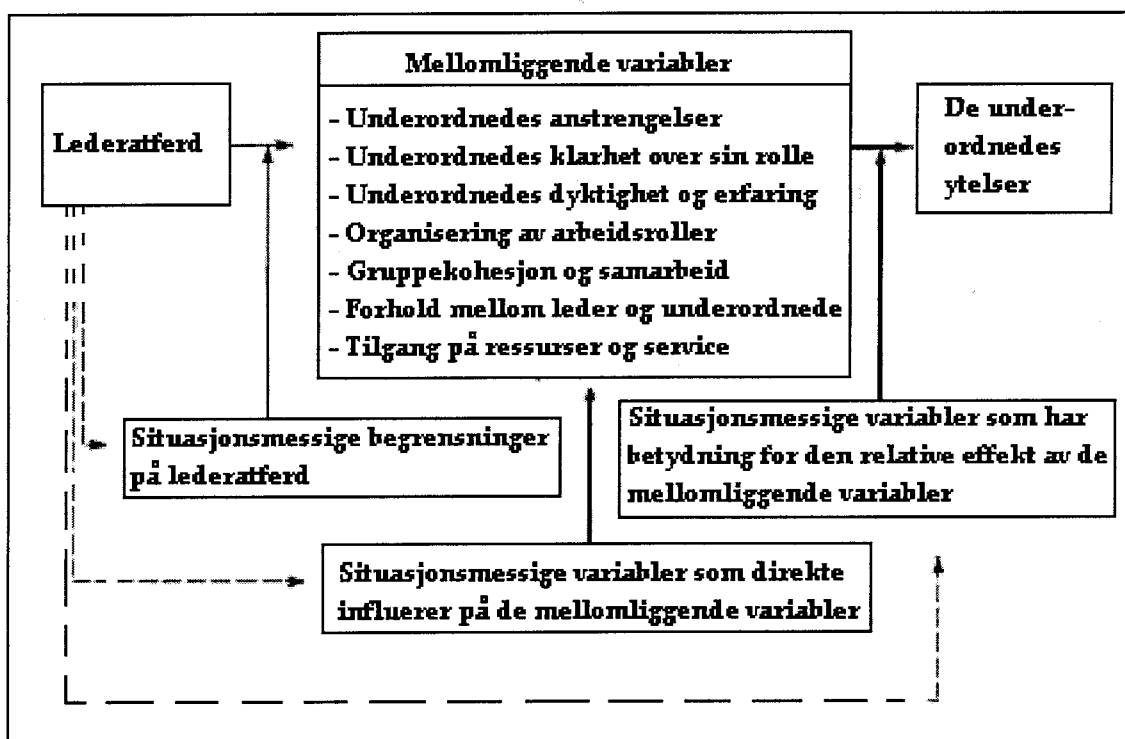 Mellomliggende variabler
Lederatferd
- Underordnedes anstrengelser
- Underordnedes klarhet over sin rolle
- Underordnedes dyktighet og erfaring
- Organisering av arbeidsroller
- Gruppekohesjon og samarbeid
- Forhold mellom leder og underordnede
- Tilgang på ressurser og service
De under-
ordnedes
ytelser
Situasjonsmessige begrensninger
på lederatferd
Situasjonsmessige variabler som har
betydning for den relative effekt av de
mellomliggende variabler
Situasjonsmessige variabler som direkte
influerer på de mellomliggende variabler